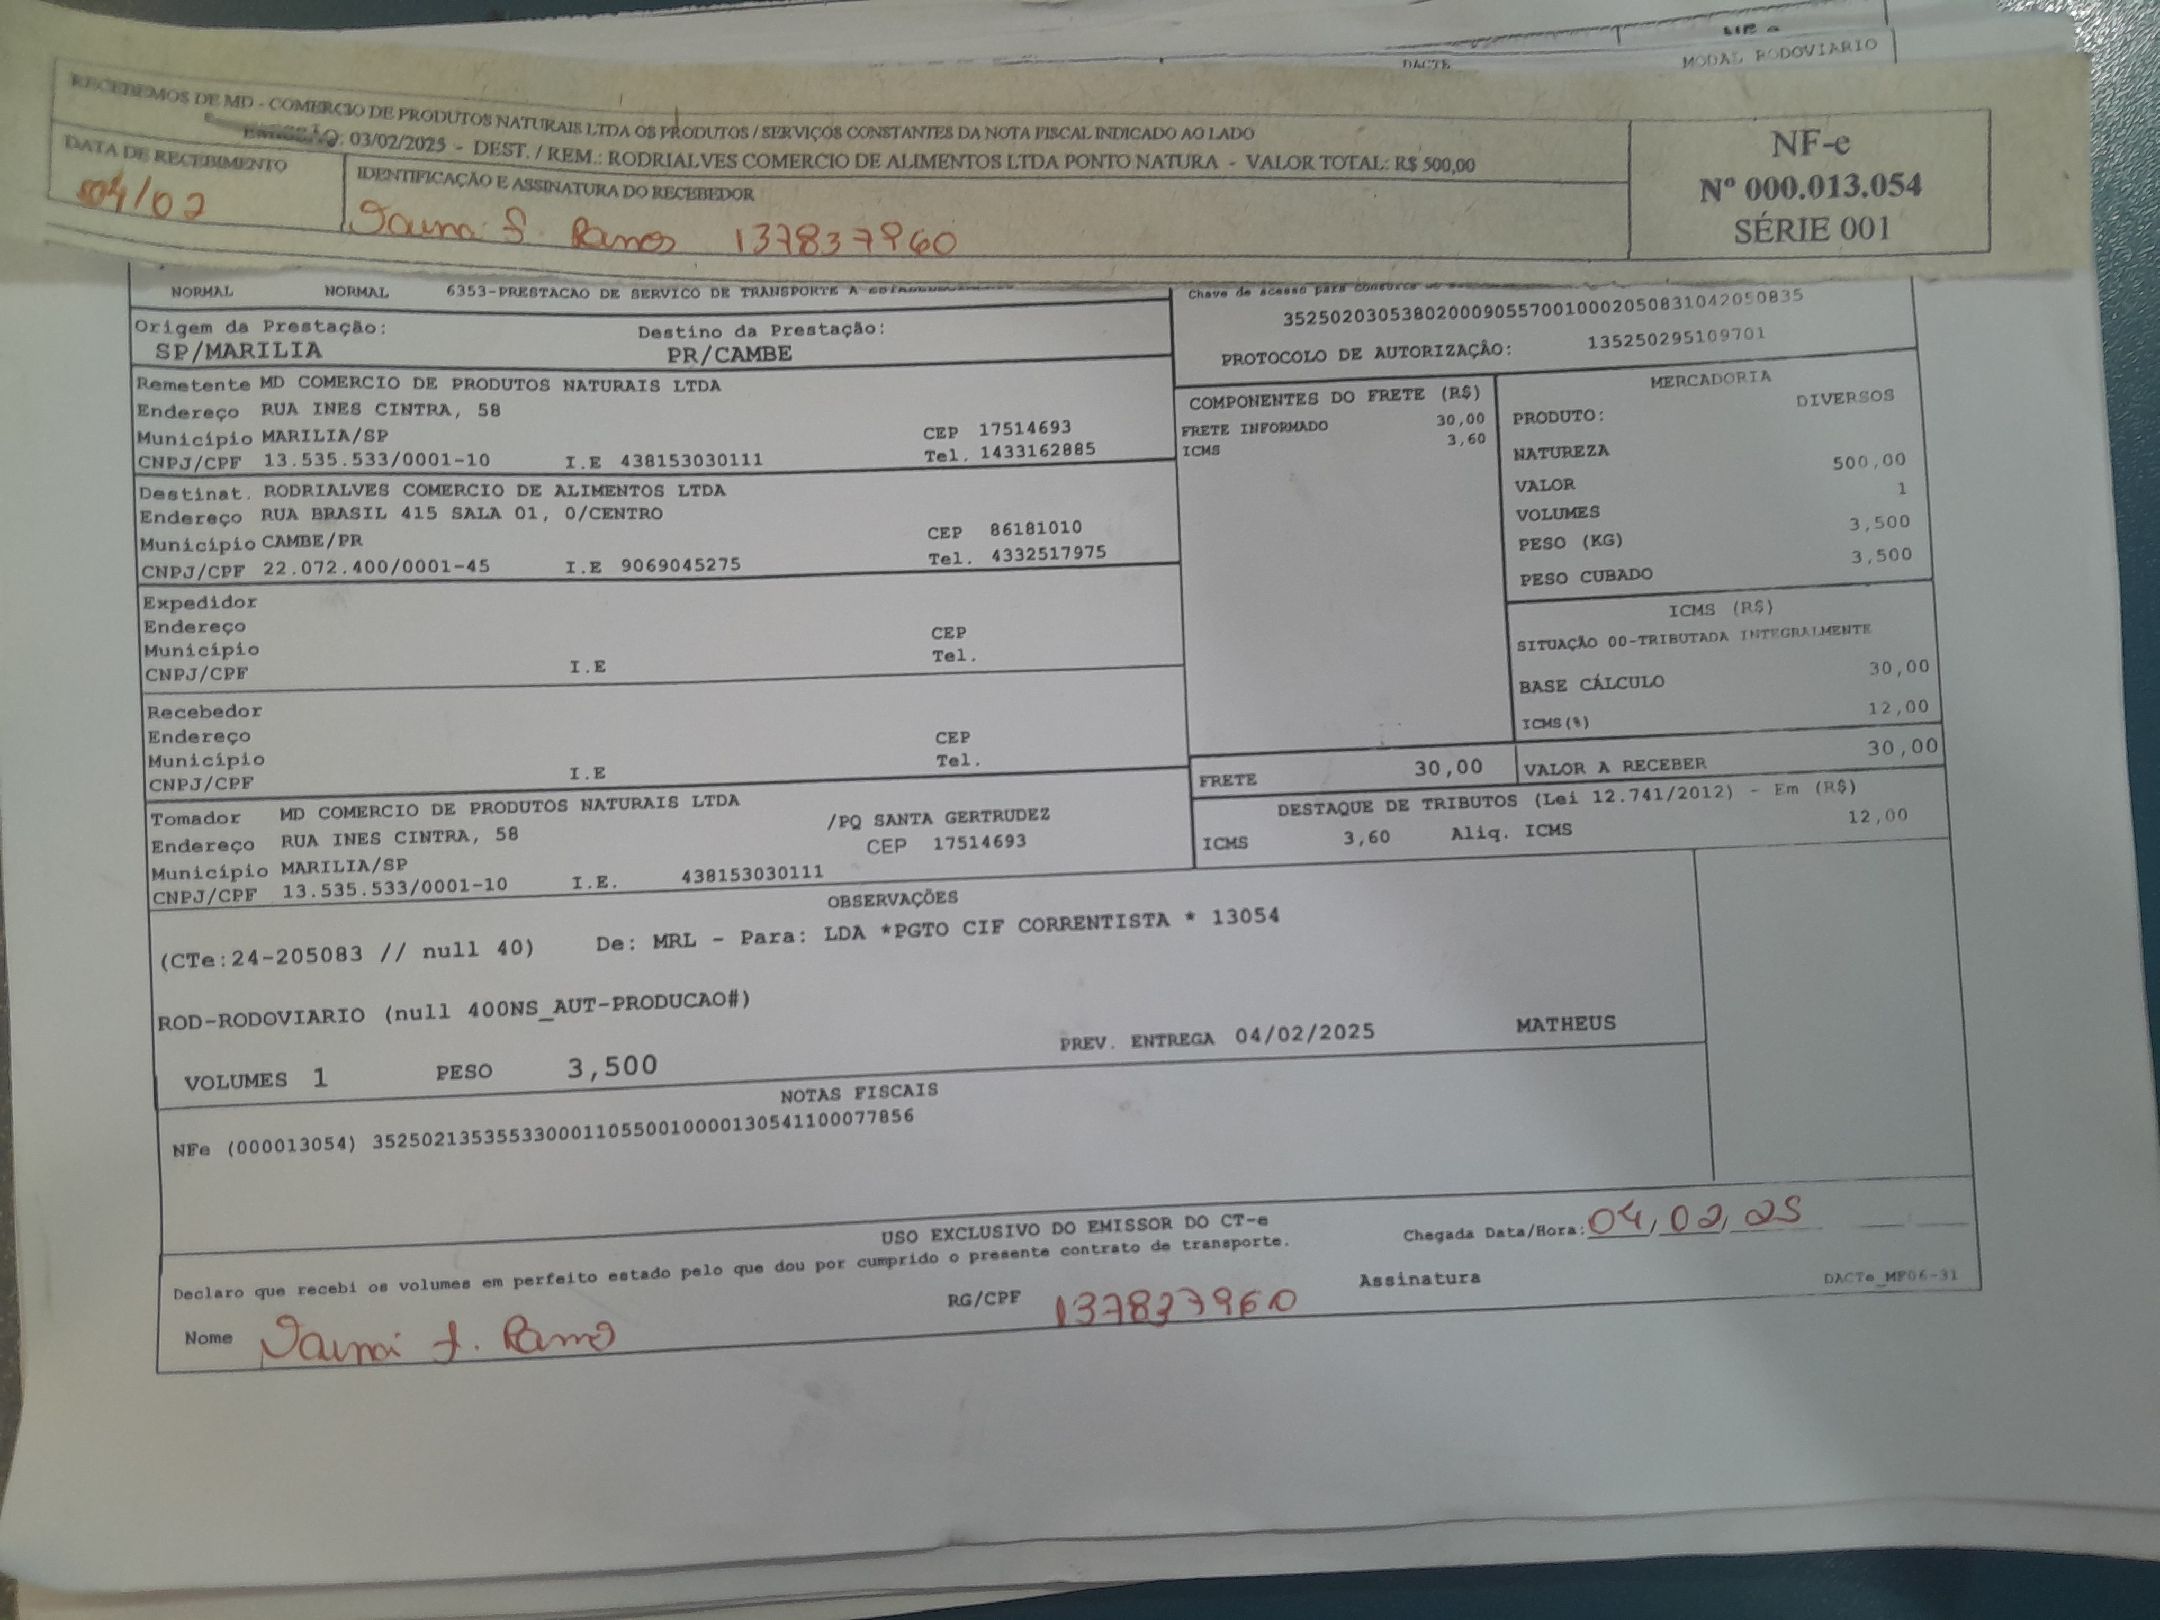 DACTE
MODAL RODOVIARIO
RECEBEMOS DE MD - COMERCIO DE PRODUTOS NATURAIS LTDA OS PRODUTOS / SERVIÇOS CONSTANTES DA NOTA FISCAL INDICADO AO LADO
EMISSÃO: 03/02/2025 - DEST. / REM.: RODRIALVES COMERCIO DE ALIMENTOS LTDA PONTO NATURA - VALOR TOTAL: R$ 500,00
DATA DE RECEBIMENTO
04/02
IDENTIFICAÇÃO E ASSINATURA DO RECEBEDOR
S. Ramos 137837960
NF-e
Nº 000.013.054
SÉRIE 001
NORMAL NORMAL 6353-PRESTACAO DE SERVICO DE TRANSPORTE A
Chave de acesso para
35250203053802000905570010002050831042050835
PROTOCOLO DE AUTORIZAÇÃO: 135250295109701
Origem da Prestação: Destino da Prestação:
SP/MARILIA PR/CAMBE
Remetente MD COMERCIO DE PRODUTOS NATURAIS LTDA
Endereço RUA INES CINTRA, 58
Município MARILIA/SP CEP 17514693
CNPJ/CPF 13.535.533/0001-10 I.E 438153030111 Tel. 1433162885
Destinat. RODRIALVES COMERCIO DE ALIMENTOS LTDA
Endereço RUA BRASIL 415 SALA 01, 0/CENTRO
Município CAMBE/PR CEP 86181010
CNPJ/CPF 22.072.400/0001-45 I.E 9069045275 Tel. 4332517975
Expedidor
Endereço
Município CEP
CNPJ/CPF I.E Tel.
Recebedor
Endereço
Município CEP
CNPJ/CPF I.E Tel.
Tomador MD COMERCIO DE PRODUTOS NATURAIS LTDA
Endereço RUA INES CINTRA, 58 /PQ SANTA GERTRUDEZ
Município MARILIA/SP CEP 17514693
CNPJ/CPF 13.535.533/0001-10 I.E. 438153030111
COMPONENTES DO FRETE (R$)
FRETE INFORMADO 30,00
ICMS 3,60
MERCADORIA
PRODUTO: DIVERSOS
NATUREZA
VALOR 500,00
VOLUMES 1
PESO (KG) 3,500
PESO CUBADO 3,500
ICMS (R$)
SITUAÇÃO 00-TRIBUTADA INTEGRALMENTE
BASE CÁLCULO 30,00
ICMS(%) 12,00
FRETE 30,00 VALOR A RECEBER 30,00
DESTAQUE DE TRIBUTOS (Lei 12.741/2012) - Em (R$)
ICMS 3,60 Aliq. ICMS 12,00
OBSERVAÇÕES
(CTe:24-205083 // null 40) De: MRL - Para: LDA *PGTO CIF CORRENTISTA * 13054
ROD-RODOVIARIO (null 400NS_AUT-PRODUCAO#)
VOLUMES 1 PESO 3,500 PREV. ENTREGA 04/02/2025 MATHEUS
NOTAS FISCAIS
NFe (000013054) 35250213535533000110550010000130541100077856
USO EXCLUSIVO DO EMISSOR DO CT-e
Declaro que recebi os volumes em perfeito estado pelo que dou por cumprido o presente contrato de transporte.
Chegada Data/Hora: 04/02/25
Nome RG/CPF 137837960 Assinatura
DACTe_MF06-31